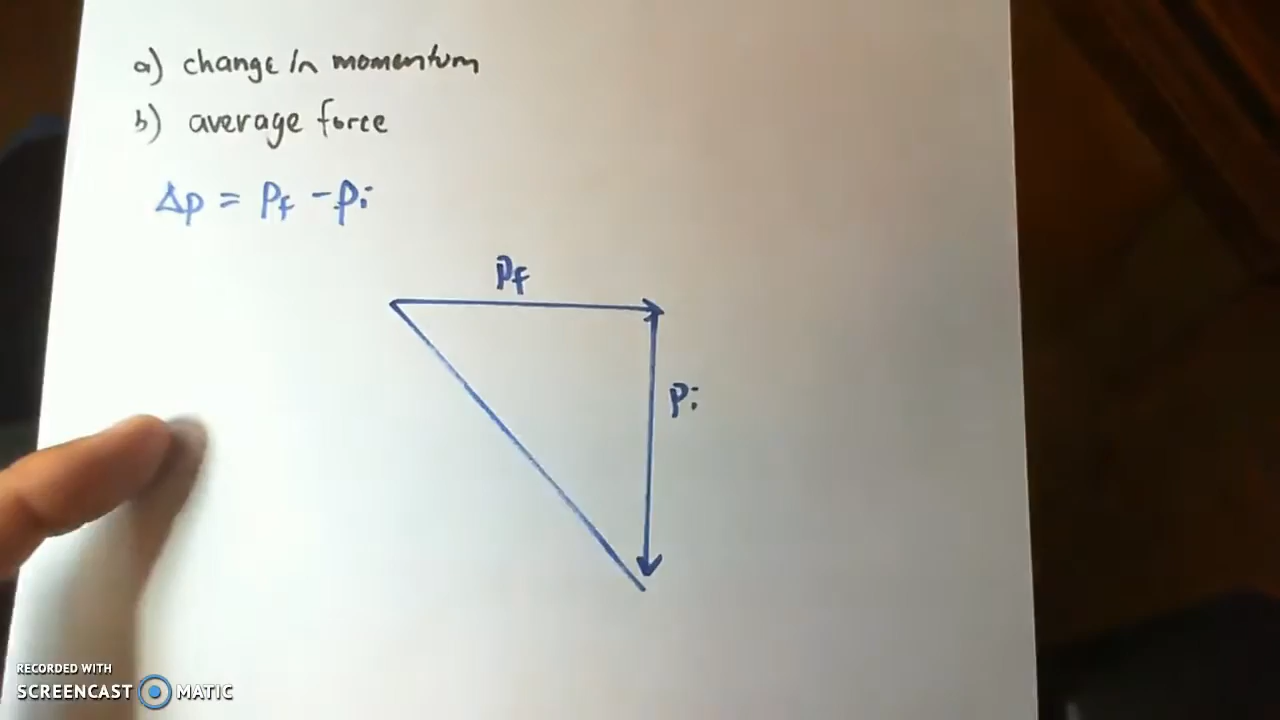 a) change in momentum
b) average force
Δp = pf - pi
Pf
pi
RECORDED WITH
SCREENCAST MATIC